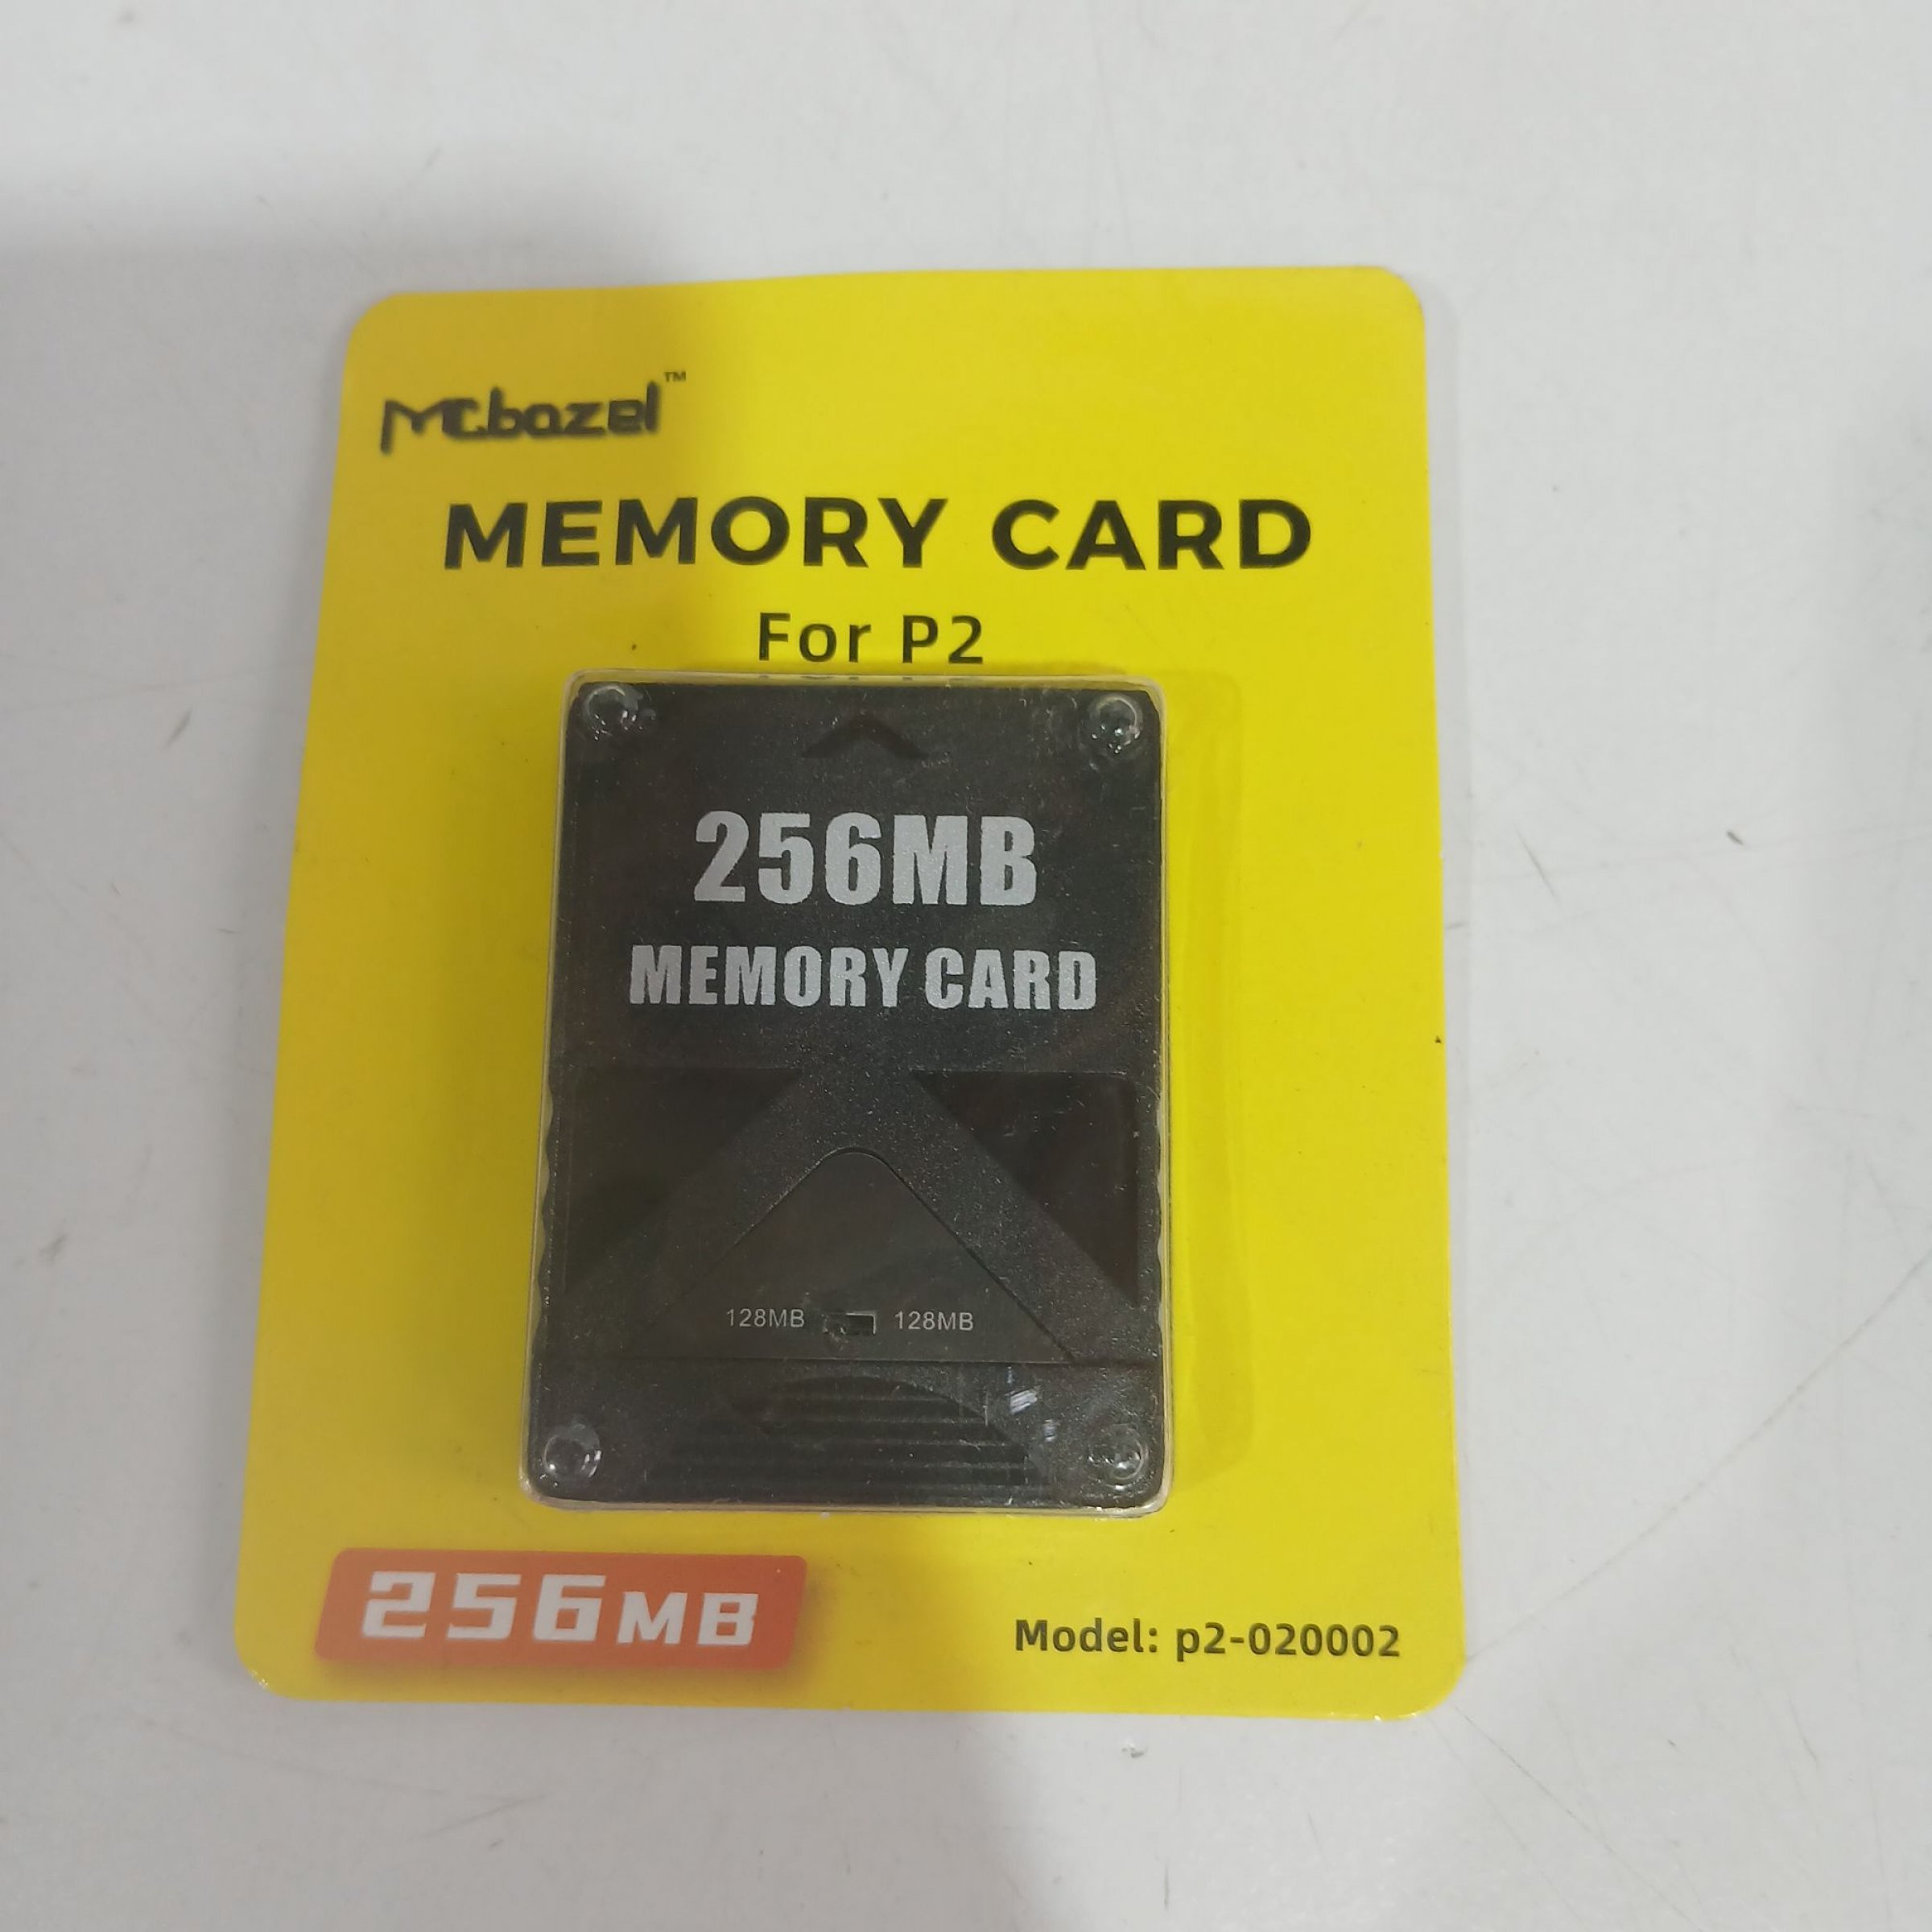 Mcbazel™
MEMORY CARD
For P2
256MB
MEMORY CARD
128MB 128MB
256MB
Model: p2-020002